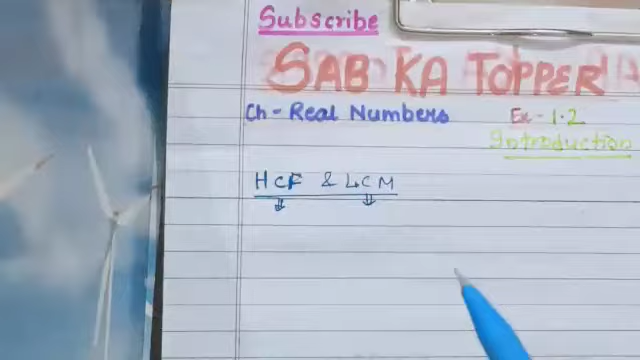 Subscribe
SAB KA TOPPER
Ch - Real Numbers Ex - 1.2
Introduction
HCF & LCM